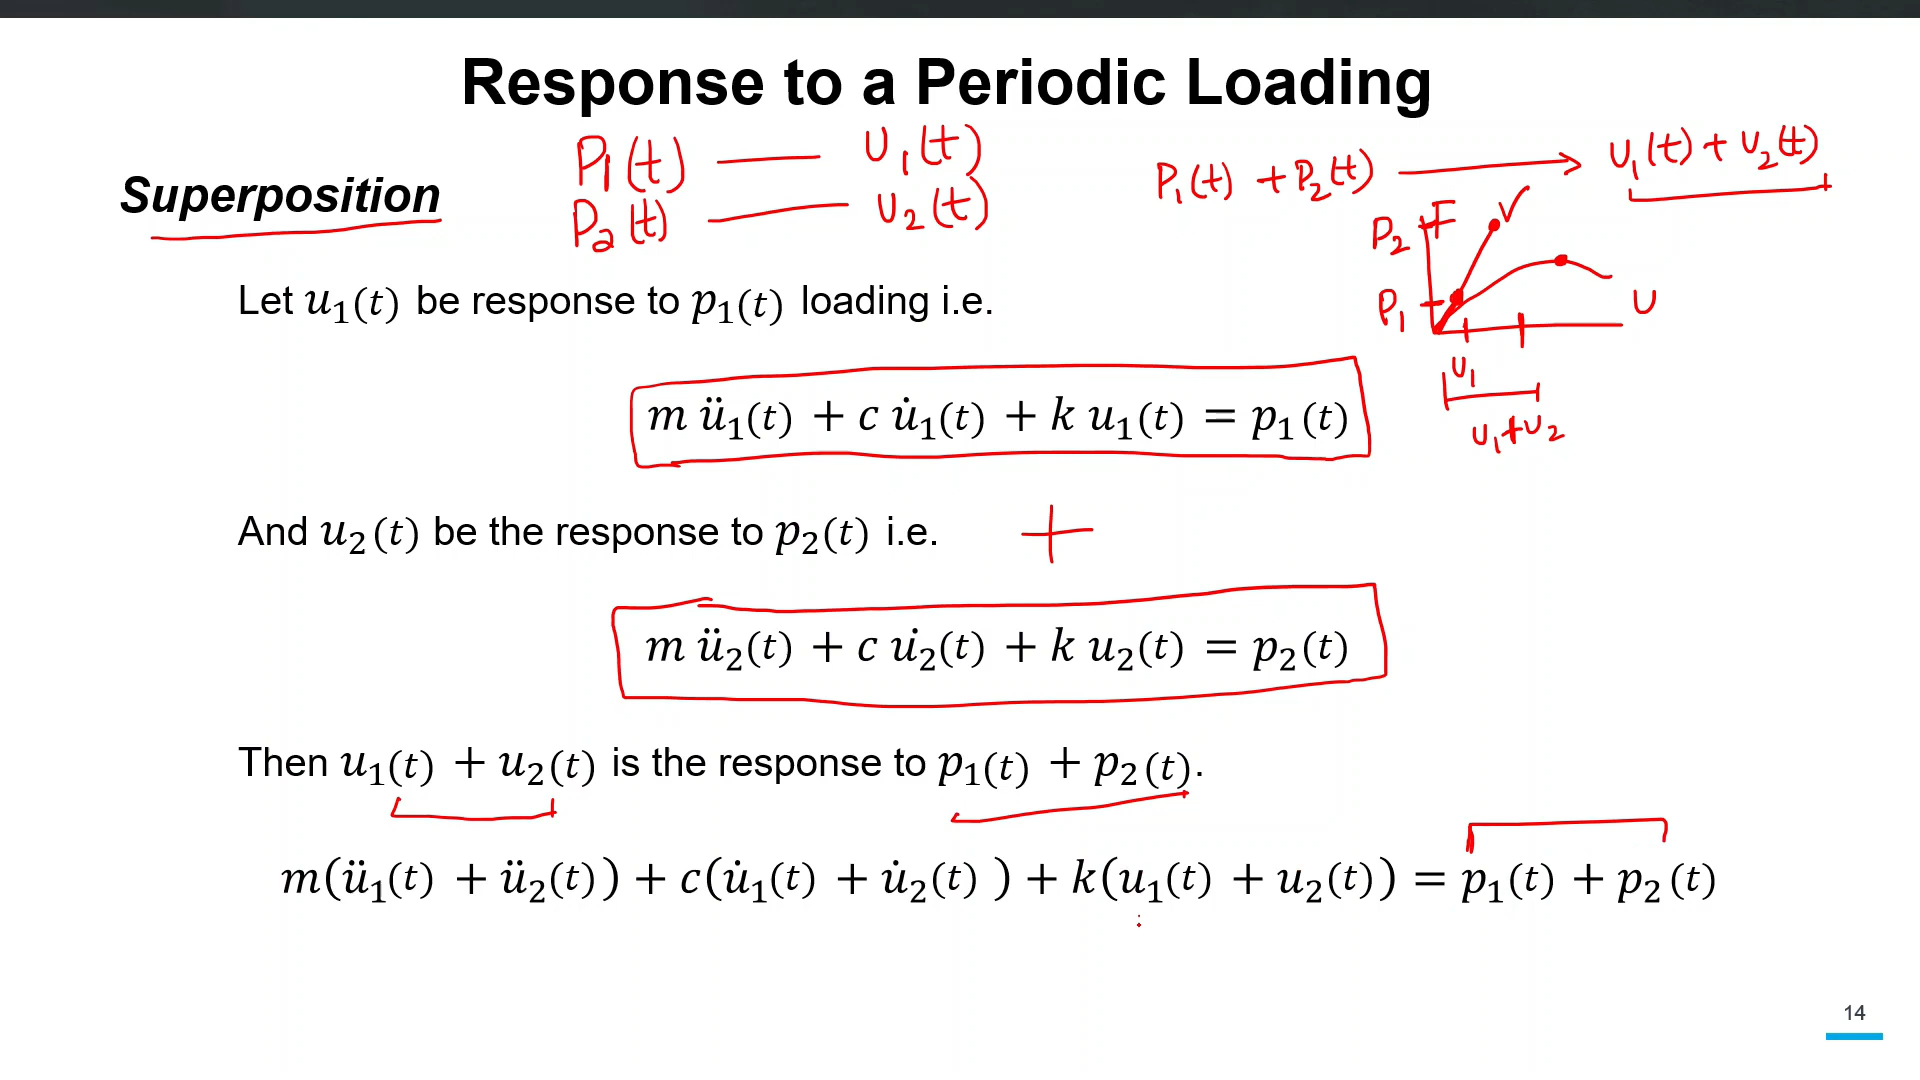 Response to a Periodic Loading
P₁(t) — u₁(t)
P₁(t) + P₂(t) → u₁(t) + u₂(t)
Superposition
P₂(t) — u₂(t)
P₂ F
Let u₁(t) be response to p₁(t) loading i.e.
P₁ u
u₁
m ü₁(t) + c u̇₁(t) + k u₁(t) = p₁(t)
u₁+u₂
And u₂(t) be the response to p₂(t) i.e. +
m ü₂(t) + c u̇₂(t) + k u₂(t) = p₂(t)
Then u₁(t) + u₂(t) is the response to p₁(t) + p₂(t).
m(ü₁(t) + ü₂(t)) + c(u̇₁(t) + u̇₂(t) ) + k(u₁(t) + u₂(t)) = p₁(t) + p₂(t)
14